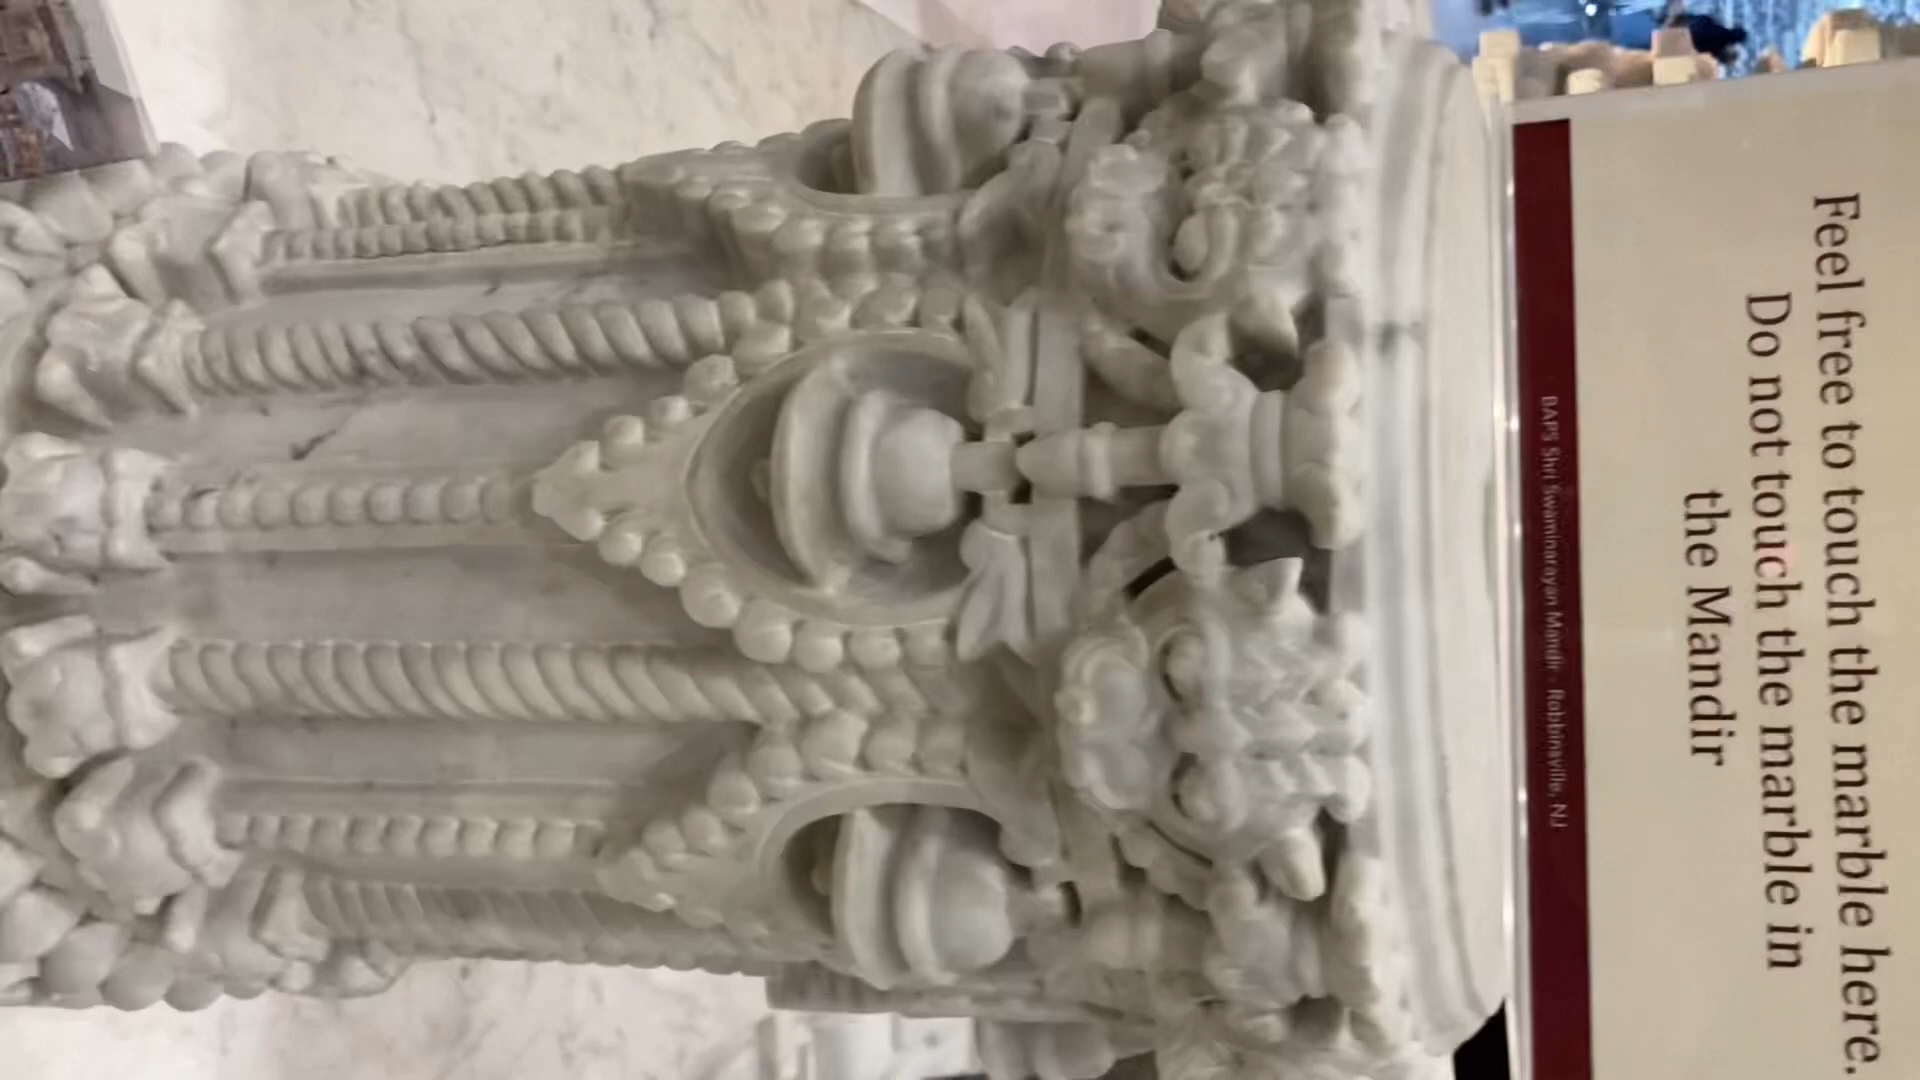 Feel free to touch the marble here.
Do not touch the marble in
the Mandir
BAPS Shri Swaminarayan Mandir - Robbinsville, NJ